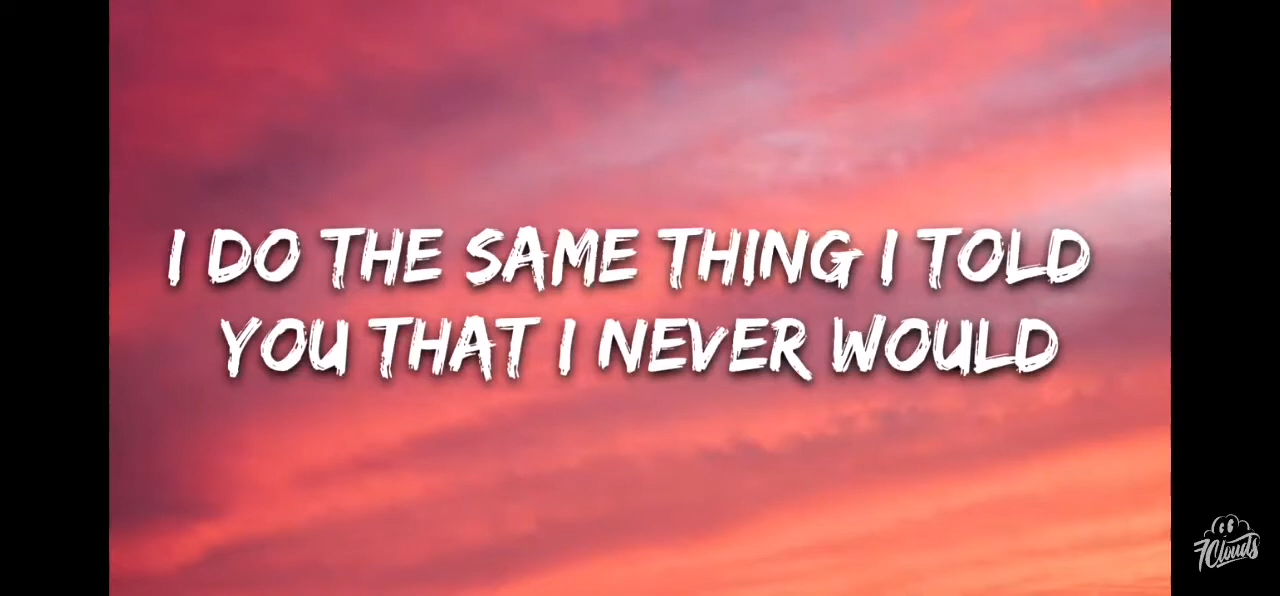 I DO THE SAME THING I TOLD
YOU THAT I NEVER WOULD
7Clouds